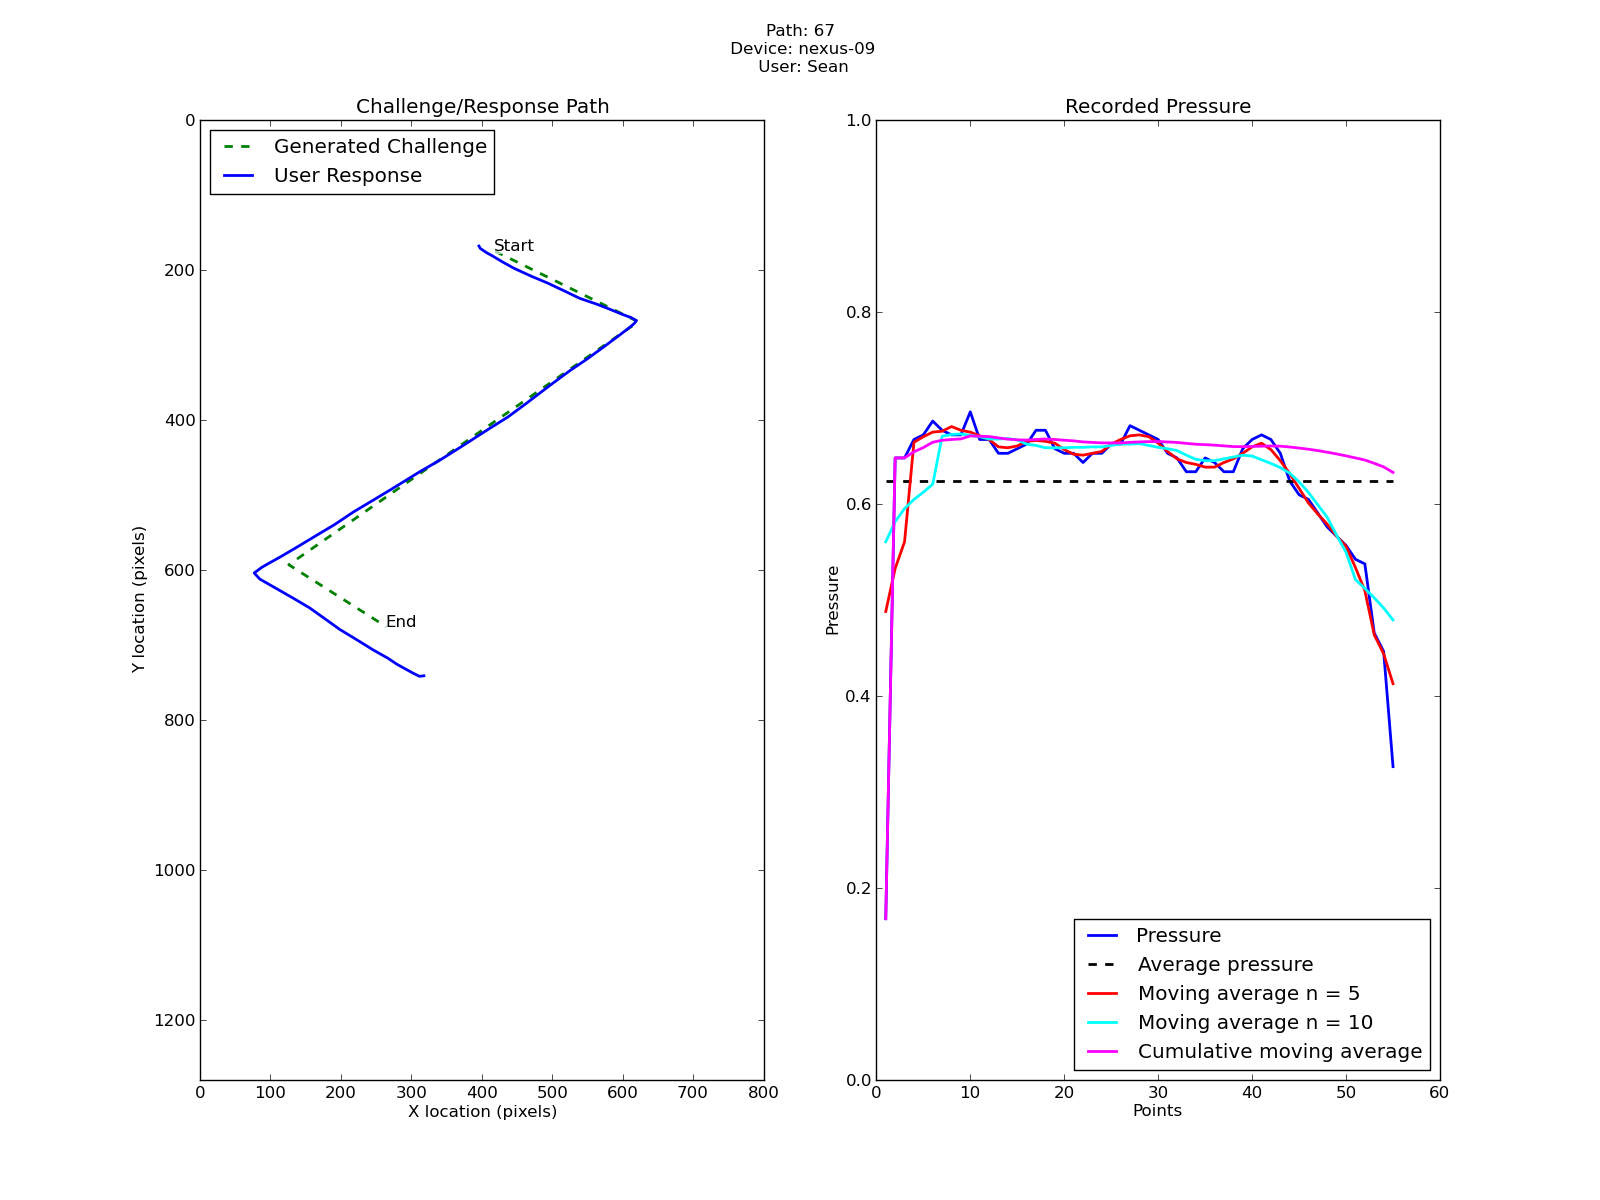 Path: 67
Device: nexus-09
User: Sean
Challenge/Response Path
Generated Challenge
User Response
Start
End
0
200
400
600
800
1000
1200
Y location (pixels)
0 100 200 300 400 500 600 700 800
X location (pixels)
Recorded Pressure
1.0
0.8
0.6
0.4
0.2
0.0
Pressure
Pressure
Average pressure
Moving average n = 5
Moving average n = 10
Cumulative moving average
0 10 20 30 40 50 60
Points